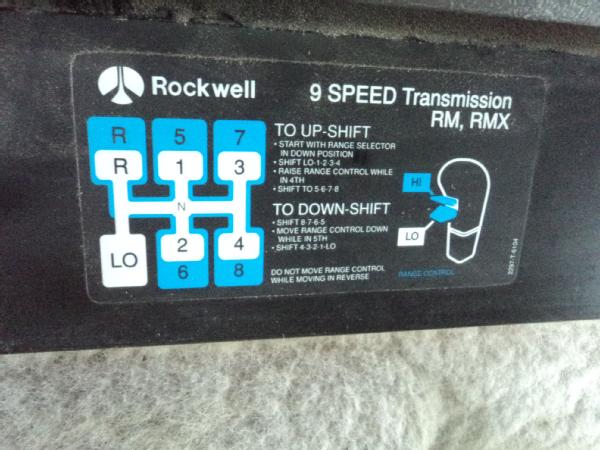 Rockwell
9 SPEED Transmission
RM, RMX
R 5 7
R 1 3
N
LO 2 4
6 8
TO UP-SHIFT
• START WITH RANGE SELECTOR
IN DOWN POSITION
• SHIFT LO-1-2-3-4
• RAISE RANGE CONTROL WHILE
IN 4TH
• SHIFT TO 5-6-7-8
TO DOWN-SHIFT
• SHIFT 8-7-6-5
• MOVE RANGE CONTROL DOWN
WHILE IN 5TH
• SHIFT 4-3-2-1-LO
DO NOT MOVE RANGE CONTROL
WHILE MOVING IN REVERSE
HI
LO
RANGE CONTROL
2297-T-6104